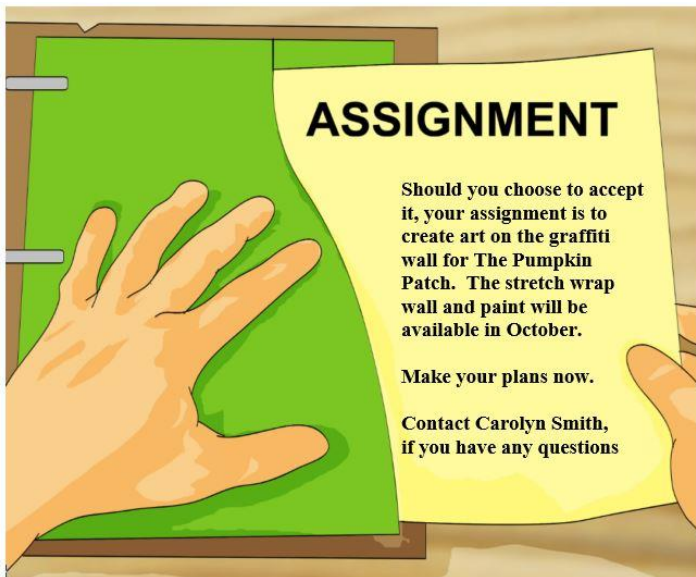 ASSIGNMENT
Should you choose to accept
it, your assignment is to
create art on the graffiti
wall for The Pumpkin
Patch. The stretch wrap
wall and paint will be
available in October.
Make your plans now.
Contact Carolyn Smith,
if you have any questions